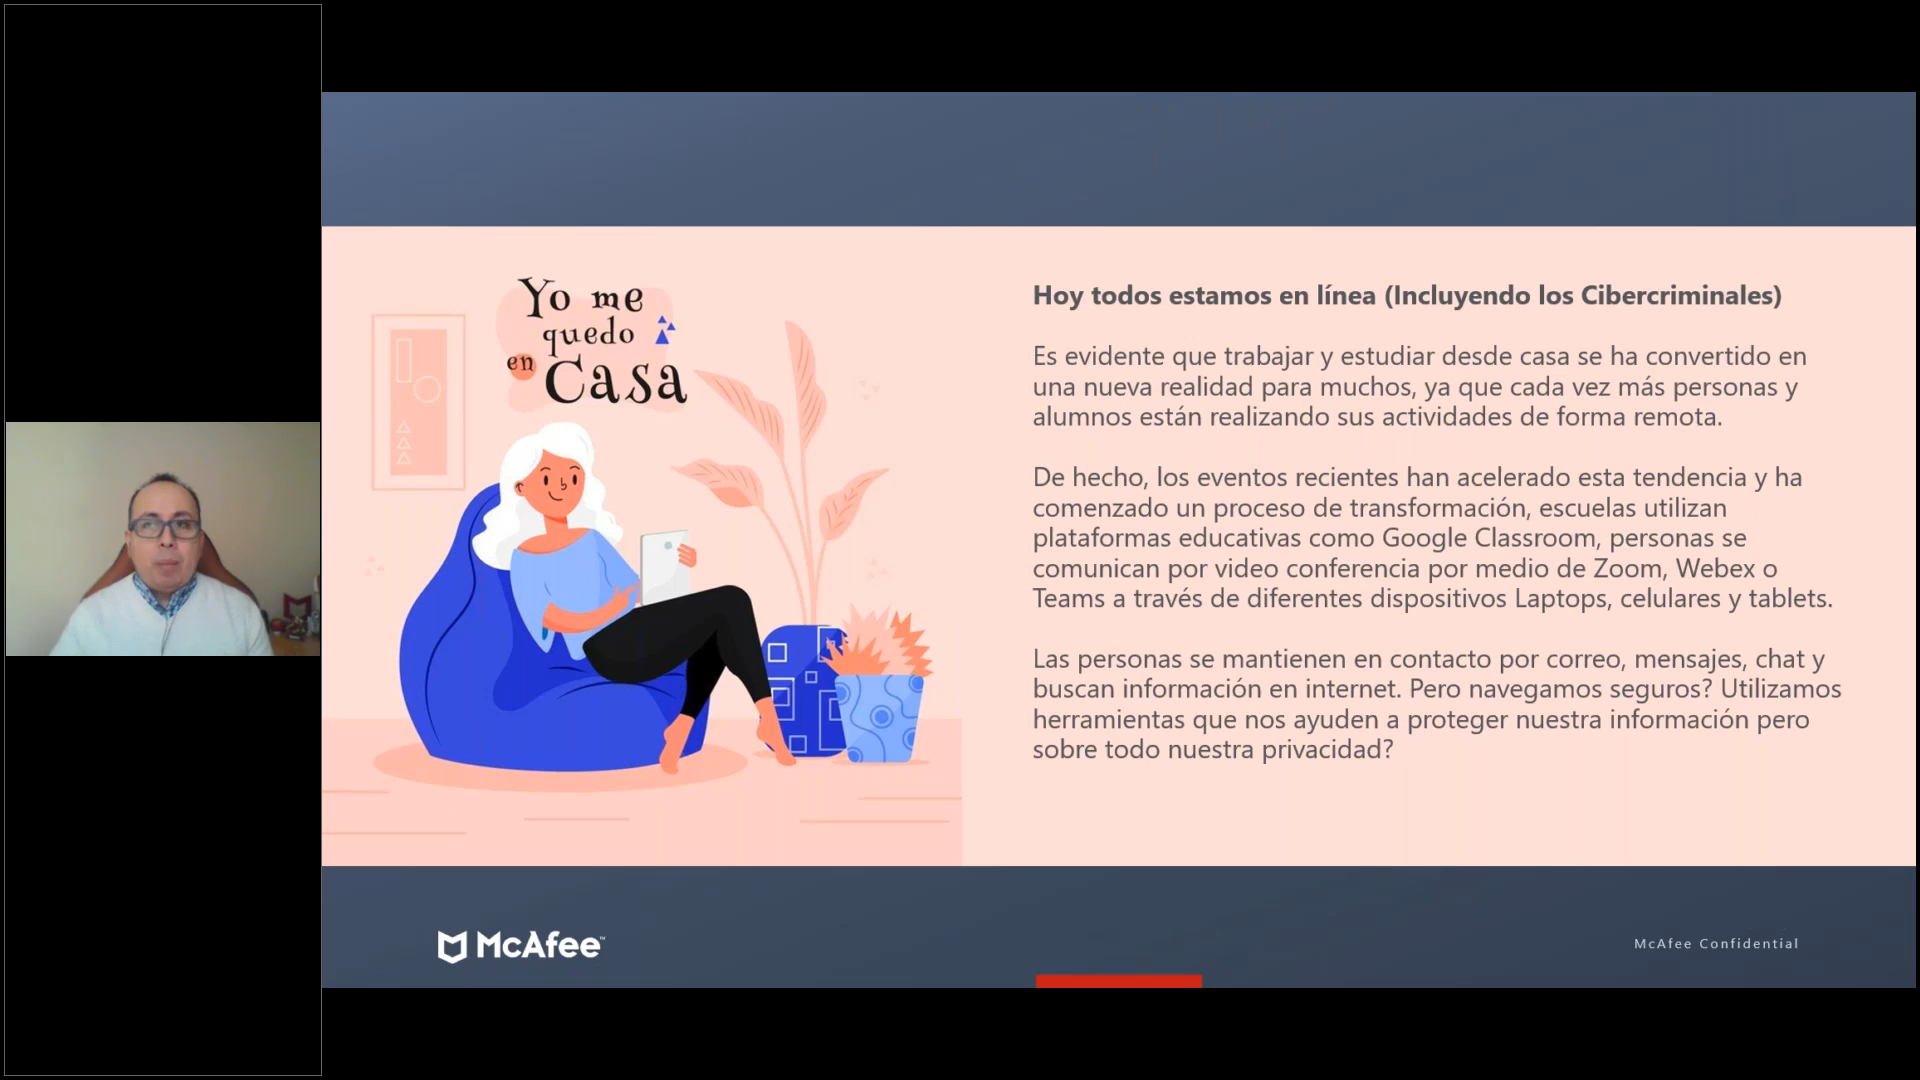 Yo me
quedo
en Casa
Hoy todos estamos en línea (Incluyendo los Cibercriminales)
Es evidente que trabajar y estudiar desde casa se ha convertido en
una nueva realidad para muchos, ya que cada vez más personas y
alumnos están realizando sus actividades de forma remota.
De hecho, los eventos recientes han acelerado esta tendencia y ha
comenzado un proceso de transformación, escuelas utilizan
plataformas educativas como Google Classroom, personas se
comunican por video conferencia por medio de Zoom, Webex o
Teams a través de diferentes dispositivos Laptops, celulares y tablets.
Las personas se mantienen en contacto por correo, mensajes, chat y
buscan información en internet. Pero navegamos seguros? Utilizamos
herramientas que nos ayuden a proteger nuestra información pero
sobre todo nuestra privacidad?
McAfee™
McAfee Confidential